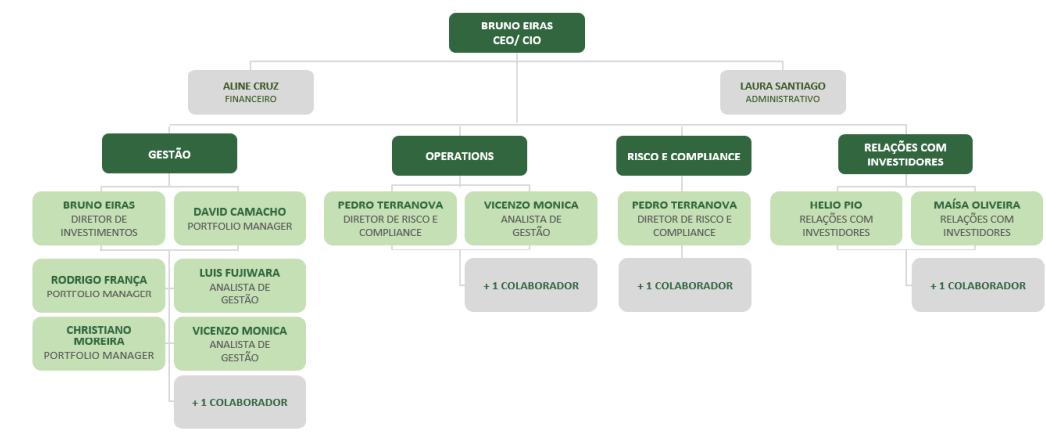 BRUNO EIRAS
CEO/ CIO
ALINE CRUZ
FINANCEIRO
LAURA SANTIAGO
ADMINISTRATIVO
GESTÃO
OPERATIONS
RISCO E COMPLIANCE
RELAÇÕES COM
INVESTIDORES
BRUNO EIRAS
DIRETOR DE
INVESTIMENTOS
DAVID CAMACHO
PORTFOLIO MANAGER
PEDRO TERRANOVA
DIRETOR DE RISCO E
COMPLIANCE
VICENZO MONICA
ANALISTA DE
GESTÃO
PEDRO TERRANOVA
DIRETOR DE RISCO E
COMPLIANCE
HELIO PIO
RELAÇÕES COM
INVESTIDORES
MAÍSA OLIVEIRA
RELAÇÕES COM
INVESTIDORES
RODRIGO FRANÇA
PORTFOLIO MANAGER
LUIS FUJIWARA
ANALISTA DE
GESTÃO
+ 1 COLABORADOR
+ 1 COLABORADOR
+ 1 COLABORADOR
CHRISTIANO
MOREIRA
PORTFOLIO MANAGER
VICENZO MONICA
ANALISTA DE
GESTÃO
+ 1 COLABORADOR